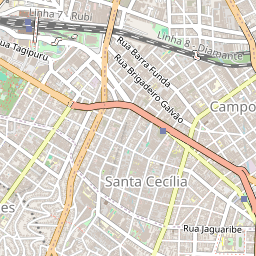 Linha 7 - Rubi
Rua Barra Funda
Linha 8 - Diamante
Rua Tagipuru
Rua Brigadeiro Galvão
Campo
Santa Cecília
es
Rua Jaguaribe